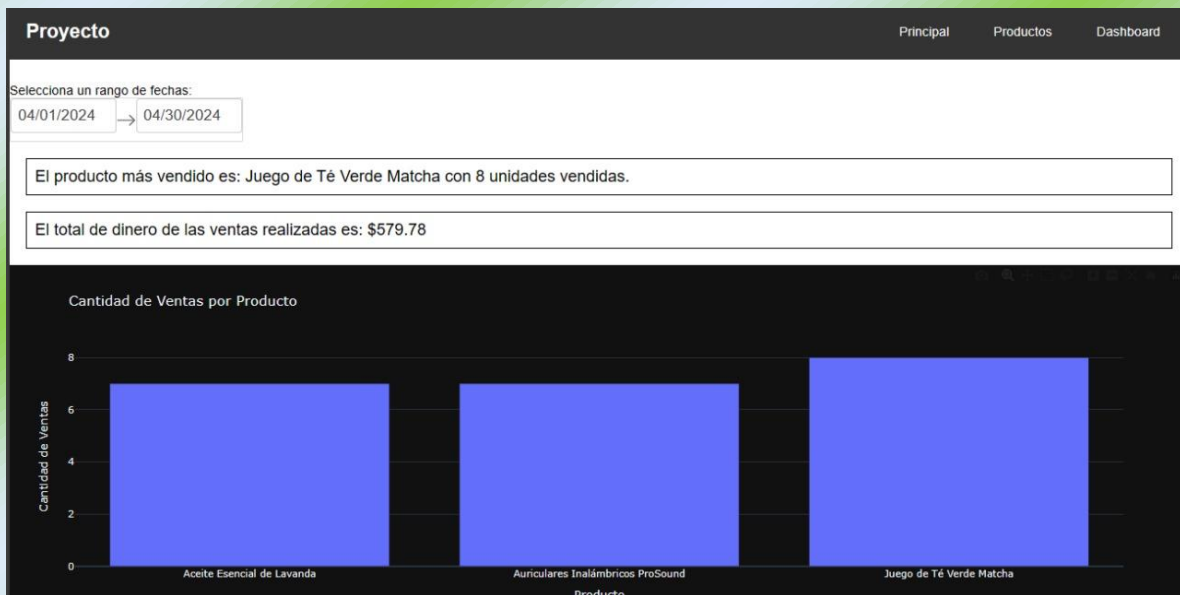 Proyecto
Principal Productos Dashboard
Selecciona un rango de fechas:
04/01/2024 → 04/30/2024
El producto más vendido es: Juego de Té Verde Matcha con 8 unidades vendidas.
El total de dinero de las ventas realizadas es: $579.78
Cantidad de Ventas por Producto
Cantidad de Ventas
8
6
4
2
0
Aceite Esencial de Lavanda Auriculares Inalámbricos ProSound Juego de Té Verde Matcha
Producto